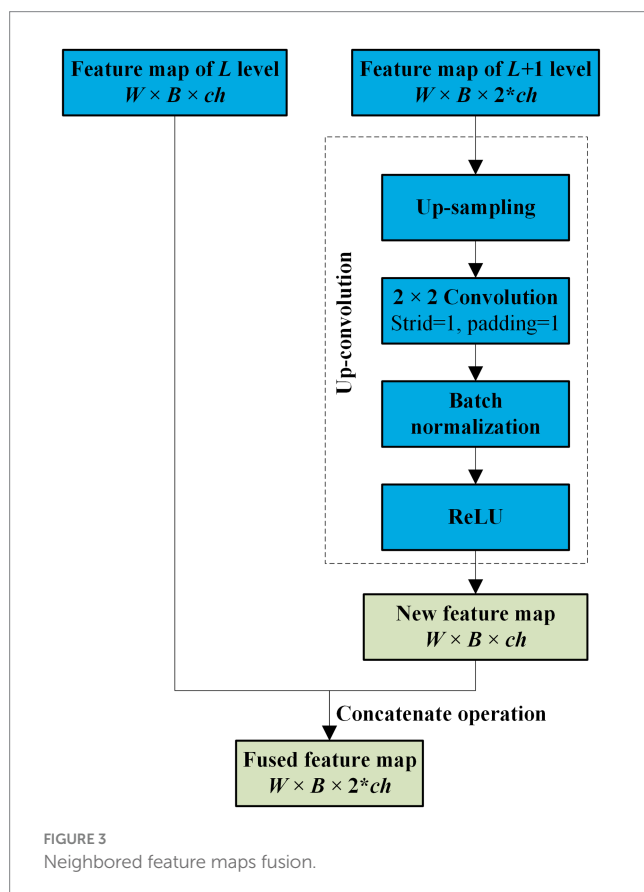 Feature map of L level
W × B × ch
Feature map of L+1 level
W × B × 2*ch
Up-convolution
Up-sampling
2 × 2 Convolution
Strid=1, padding=1
Batch
normalization
ReLU
New feature map
W × B × ch
Concatenate operation
Fused feature map
W × B × 2*ch
FIGURE 3
Neighbored feature maps fusion.